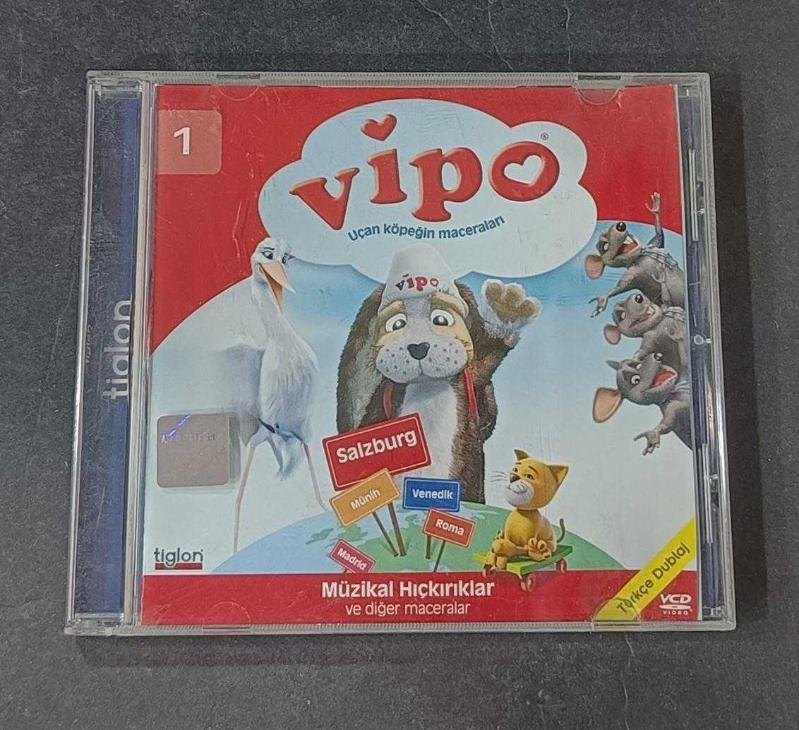 1
vipo
®
Uçan köpeğin maceraları
vipo
Salzburg
Münih
Venedik
Roma
Madrid
tiglon
tiglon
Müzikal Hıçkırıklar
ve diğer maceralar
Türkçe Dublaj
VCD
VIDEO